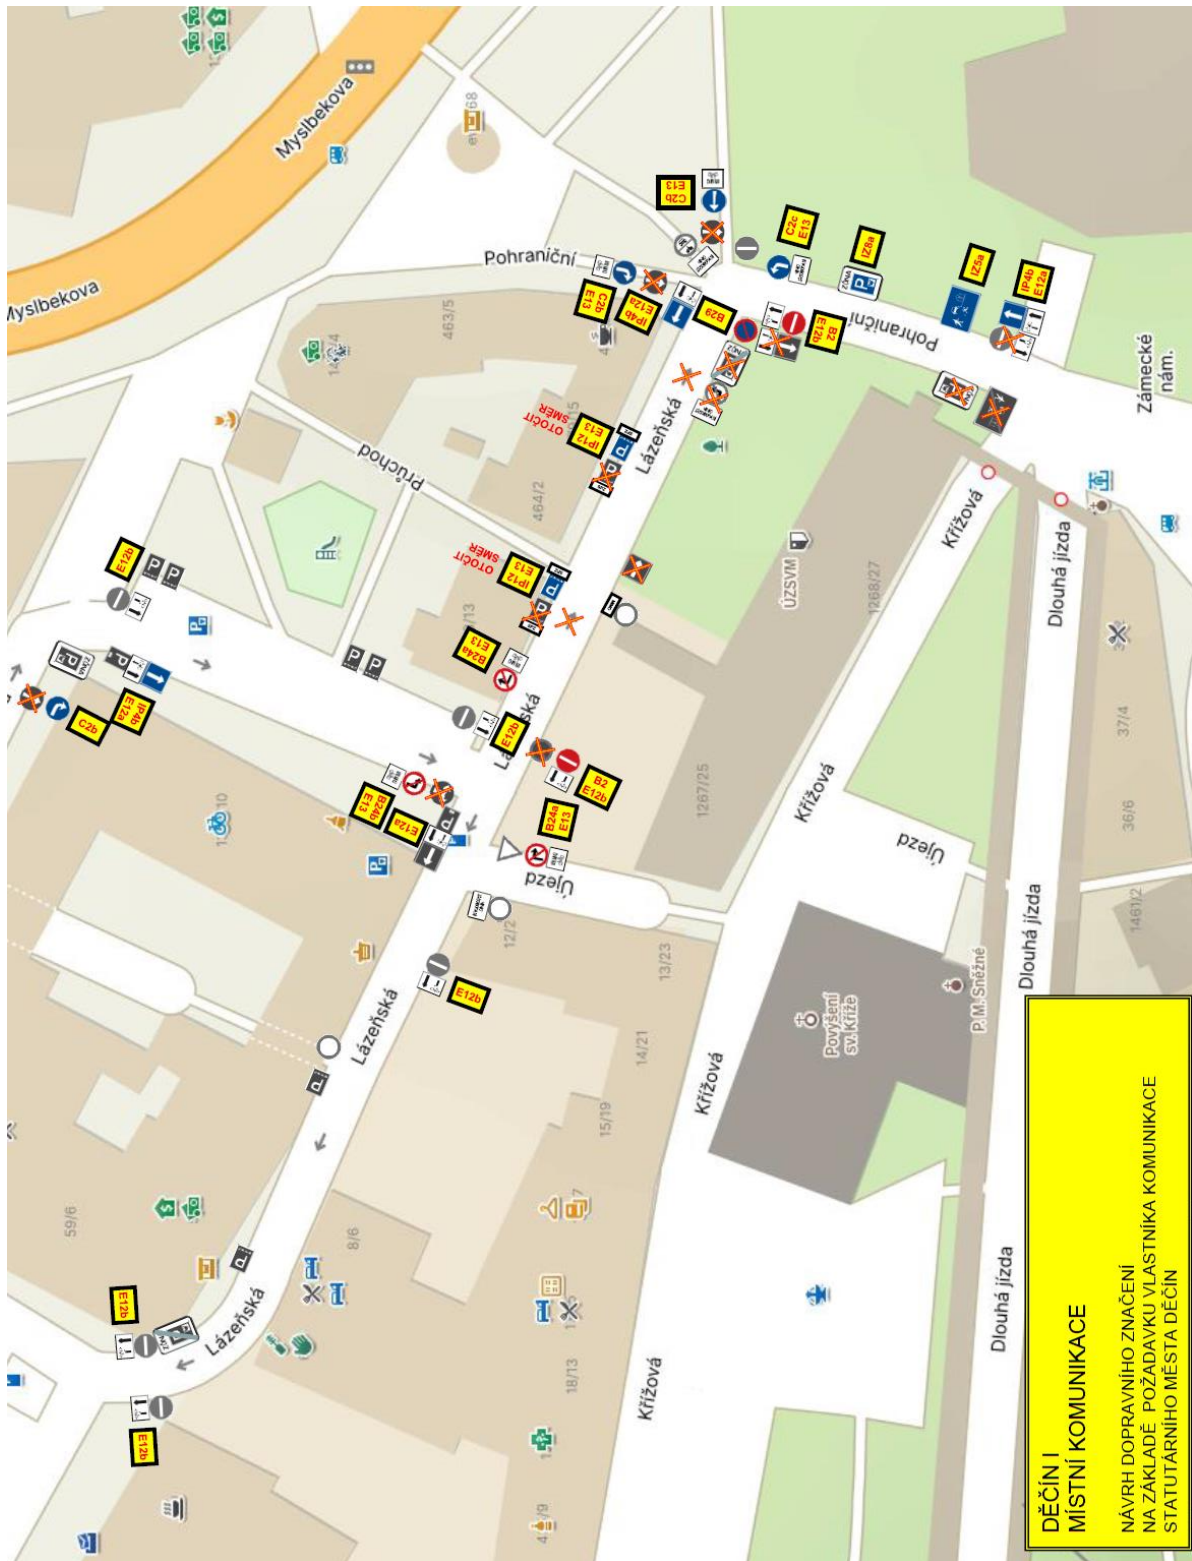 Myslbekova
Myslbekova
Pohraniční
463/5
464/2
Průchod
Lázeňská
OTOČIT
SMĚR
IP12
E13
OTOČIT
SMĚR
IP12
E13
C2b
E13
C2b
E13
IP4b
E12a
B29
B2
E12b
C2c
E13
IZ8a
ZÓNA
IZ5a
IP4b
E12a
Pohraniční
Zámecké
nám.
E12b
C2b
IP4b
E12a
ZÓNA
B24a
E13
E12b
B24b
E13
E12a
B2
E12b
B24a
E13
Újezd
12/2
13/23
14/21
15/19
E12b
Lázeňská
59/6
8/6
18/13
Lázeňská
E12b
E12b
ÚZSVM
1268/27
1267/25
Křížová
Křížová
Křížová
Křížová
Újezd
Dlouhá jízda
Dlouhá jízda
Dlouhá jízda
37/4
36/6
1461/2
Povýšení
sv. Kříže
P. M. Sněžné
DĚČÍN I
MÍSTNÍ KOMUNIKACE
NÁVRH DOPRAVNÍHO ZNAČENÍ
NA ZÁKLADĚ POŽADAVKU VLASTNÍKA KOMUNIKACE
STATUTÁRNÍHO MĚSTA DĚČÍN